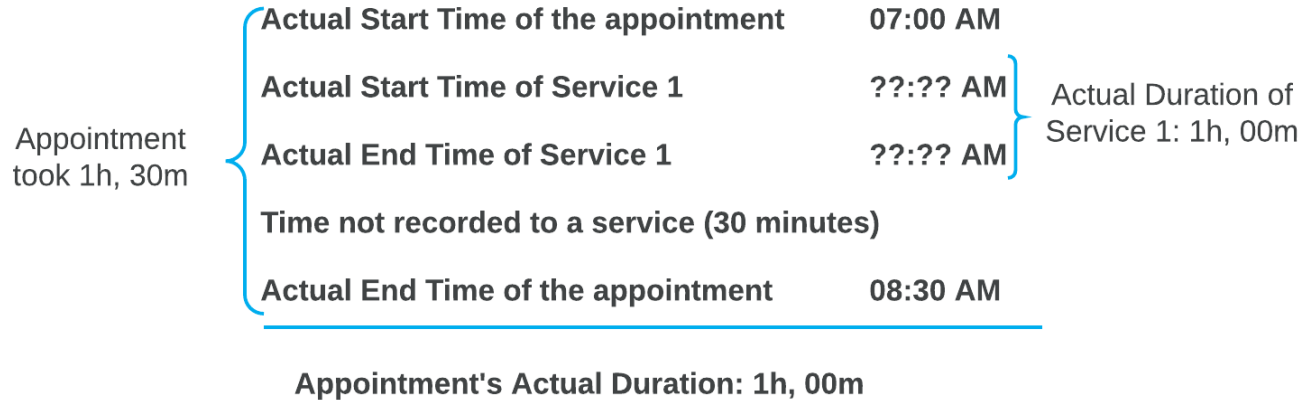 Actual Start Time of the appointment 07:00 AM
Actual Start Time of Service 1 ??:?? AM
Actual End Time of Service 1 ??:?? AM
Time not recorded to a service (30 minutes)
Actual End Time of the appointment 08:30 AM
Appointment
took 1h, 30m
Actual Duration of
Service 1: 1h, 00m
Appointment's Actual Duration: 1h, 00m